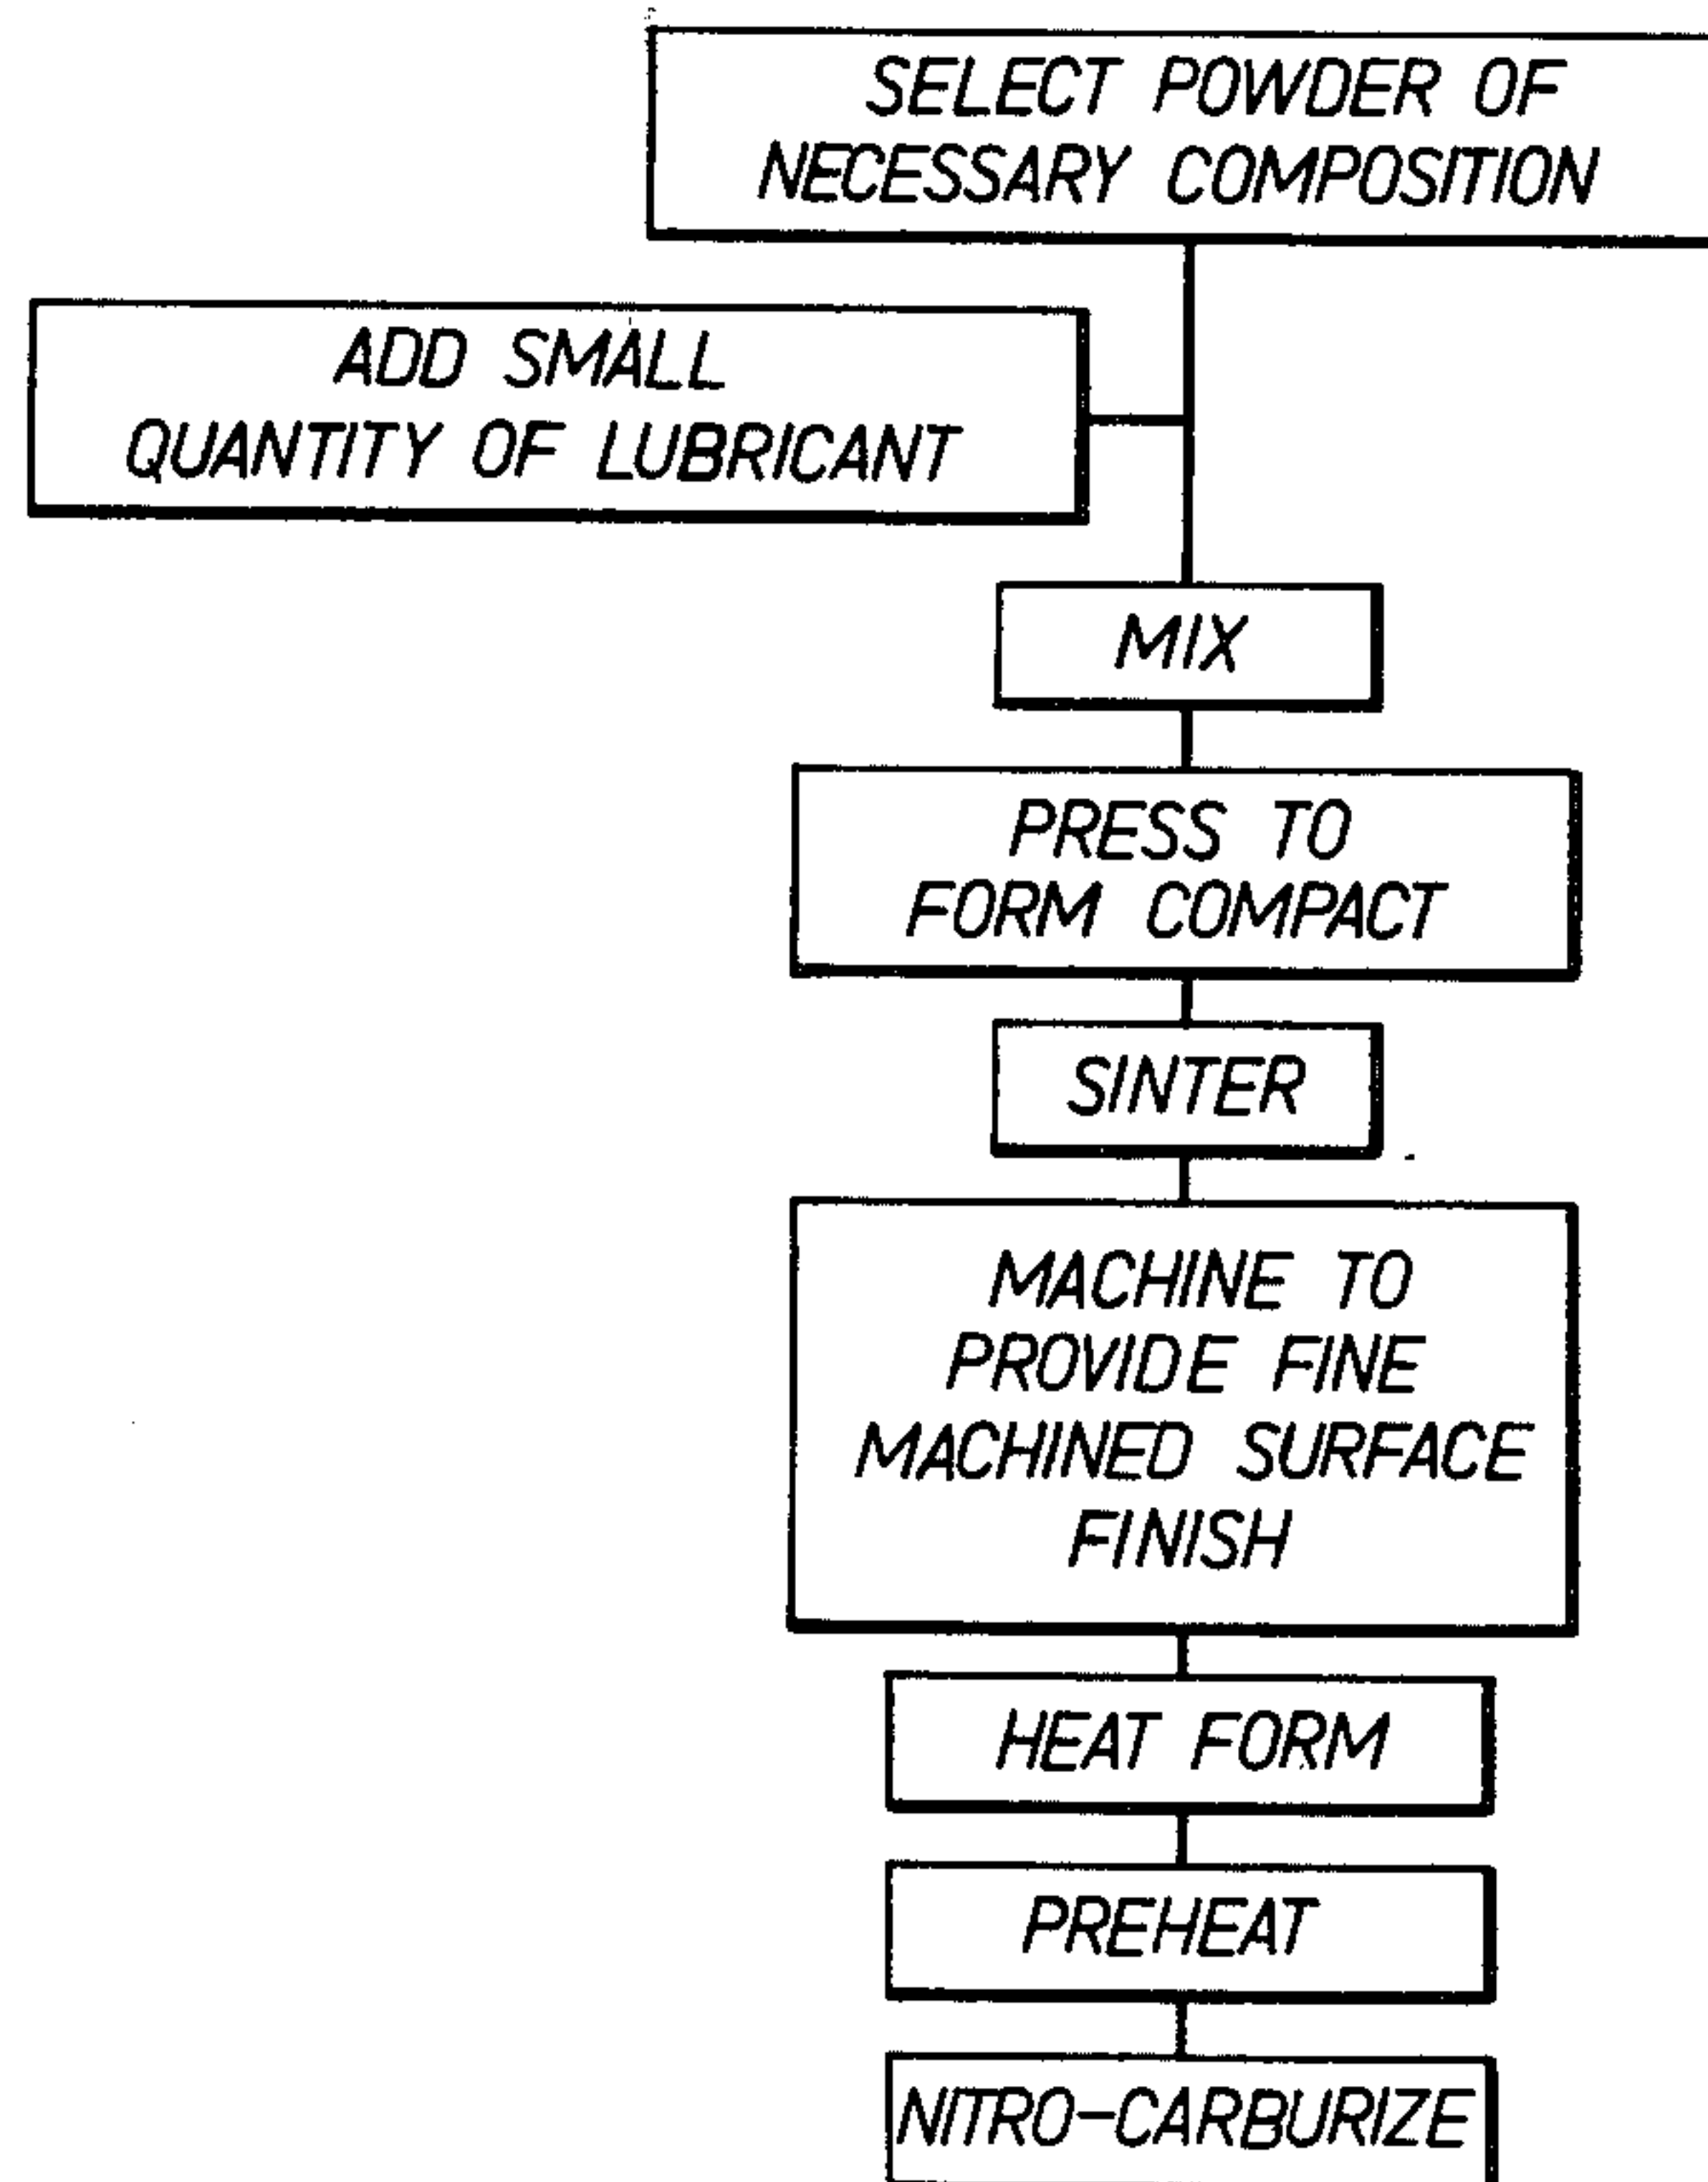 SELECT POWDER OF
NECESSARY COMPOSITION
ADD SMALL
QUANTITY OF LUBRICANT
MIX
PRESS TO
FORM COMPACT
SINTER
MACHINE TO
PROVIDE FINE
MACHINED SURFACE
FINISH
HEAT FORM
PREHEAT
NITRO-CARBURIZE